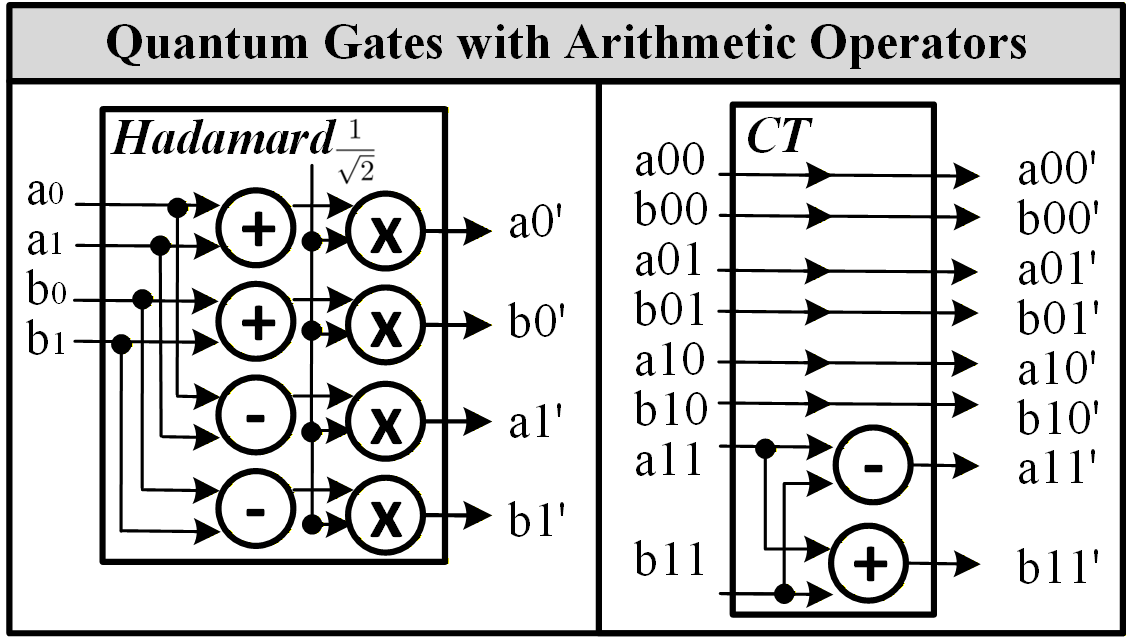 Quantum Gates with Arithmetic Operators
Hadamard 1/√2
a0
a1
b0
b1
+
+
-
-
x
x
x
x
a0'
b0'
a1'
b1'
CT
a00
b00
a01
b01
a10
b10
a11
b11
-
+
a00'
b00'
a01'
b01'
a10'
b10'
a11'
b11'